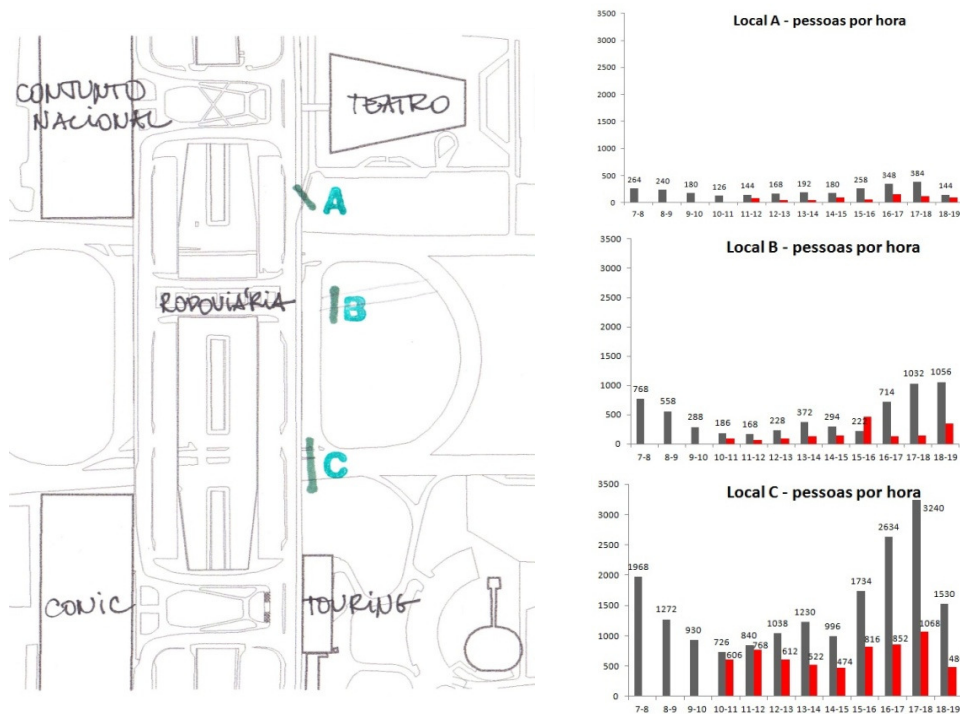 CONJUNTO
NACIONAL
TEATRO
A
RODOVIÁRIA
B
C
CONIC
TOURING
Local A - pessoas por hora
3500
3000
2500
2000
1500
1000
500
0
264 240 180 126 144 168 192 180 258 348 384 144
7-8 8-9 9-10 10-11 11-12 12-13 13-14 14-15 15-16 16-17 17-18 18-19
Local B - pessoas por hora
3500
3000
2500
2000
1500
1000
500
0
768 558 288 186 168 228 372 294 222 714 1032 1056
7-8 8-9 9-10 10-11 11-12 12-13 13-14 14-15 15-16 16-17 17-18 18-19
Local C - pessoas por hora
3500
3000
2500
2000
1500
1000
500
0
1968 1272 930 726 840 1038 1230 996 1734 2634 3240 1530
606 768 612 522 474 816 852 1068 48
7-8 8-9 9-10 10-11 11-12 12-13 13-14 14-15 15-16 16-17 17-18 18-19